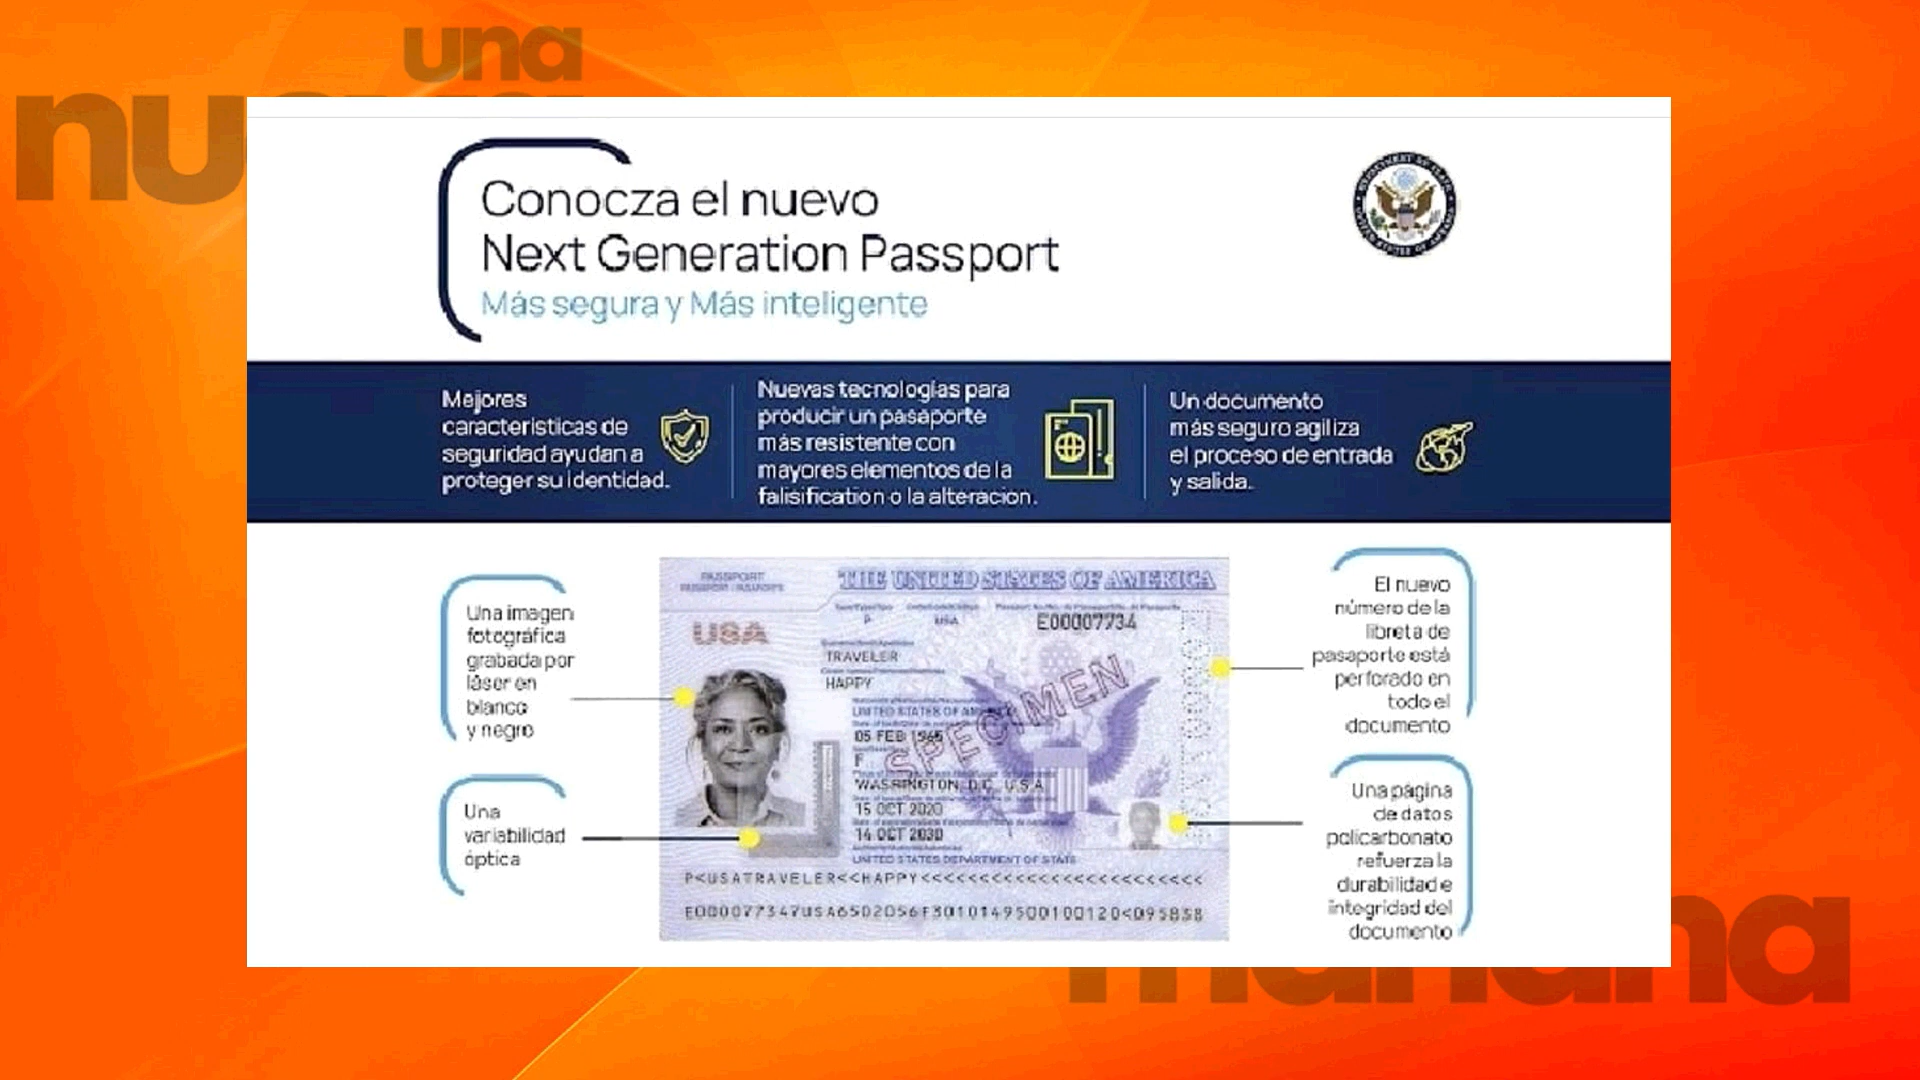 una
Conocza el nuevo
Next Generation Passport
Más segura y Más inteligente
Mejores
caracteristicas de
seguridad ayudan a
proteger su identidad.
Nuevas tecnologías para
producir un pasaporte
más resistente con
mayores elementos de la
falisification o la alteracion.
Un documento
más seguro agiliza
el proceso de entrada
y salida.
Una imagen
fotográfica
grabada por
láser en
blanco
y negro
Una
variabilidad
óptica
PASSPORT
THE UNITED STATES OF AMERICA
P
USA
E00007734
USA
TRAVELER
HAPPY
UNITED STATES OF AMERICA
05 FEB 1965
F
WASHINGTON, D.C., U.S.A
15 OCT 2020
14 OCT 2030
UNITED STATES DEPARTMENT OF STATE
SPECIMEN
P<USATRAVELER<<HAPPY<<<<<<<<<<<<<<<<<<<<<<<<
E000077347USA6502056F3010149500100120<095838
El nuevo
número de la
libreta de
pasaporte está
perforado en
todo el
documento
Una página
de datos
policarbonato
refuerza la
durabilidad e
integridad del
documento